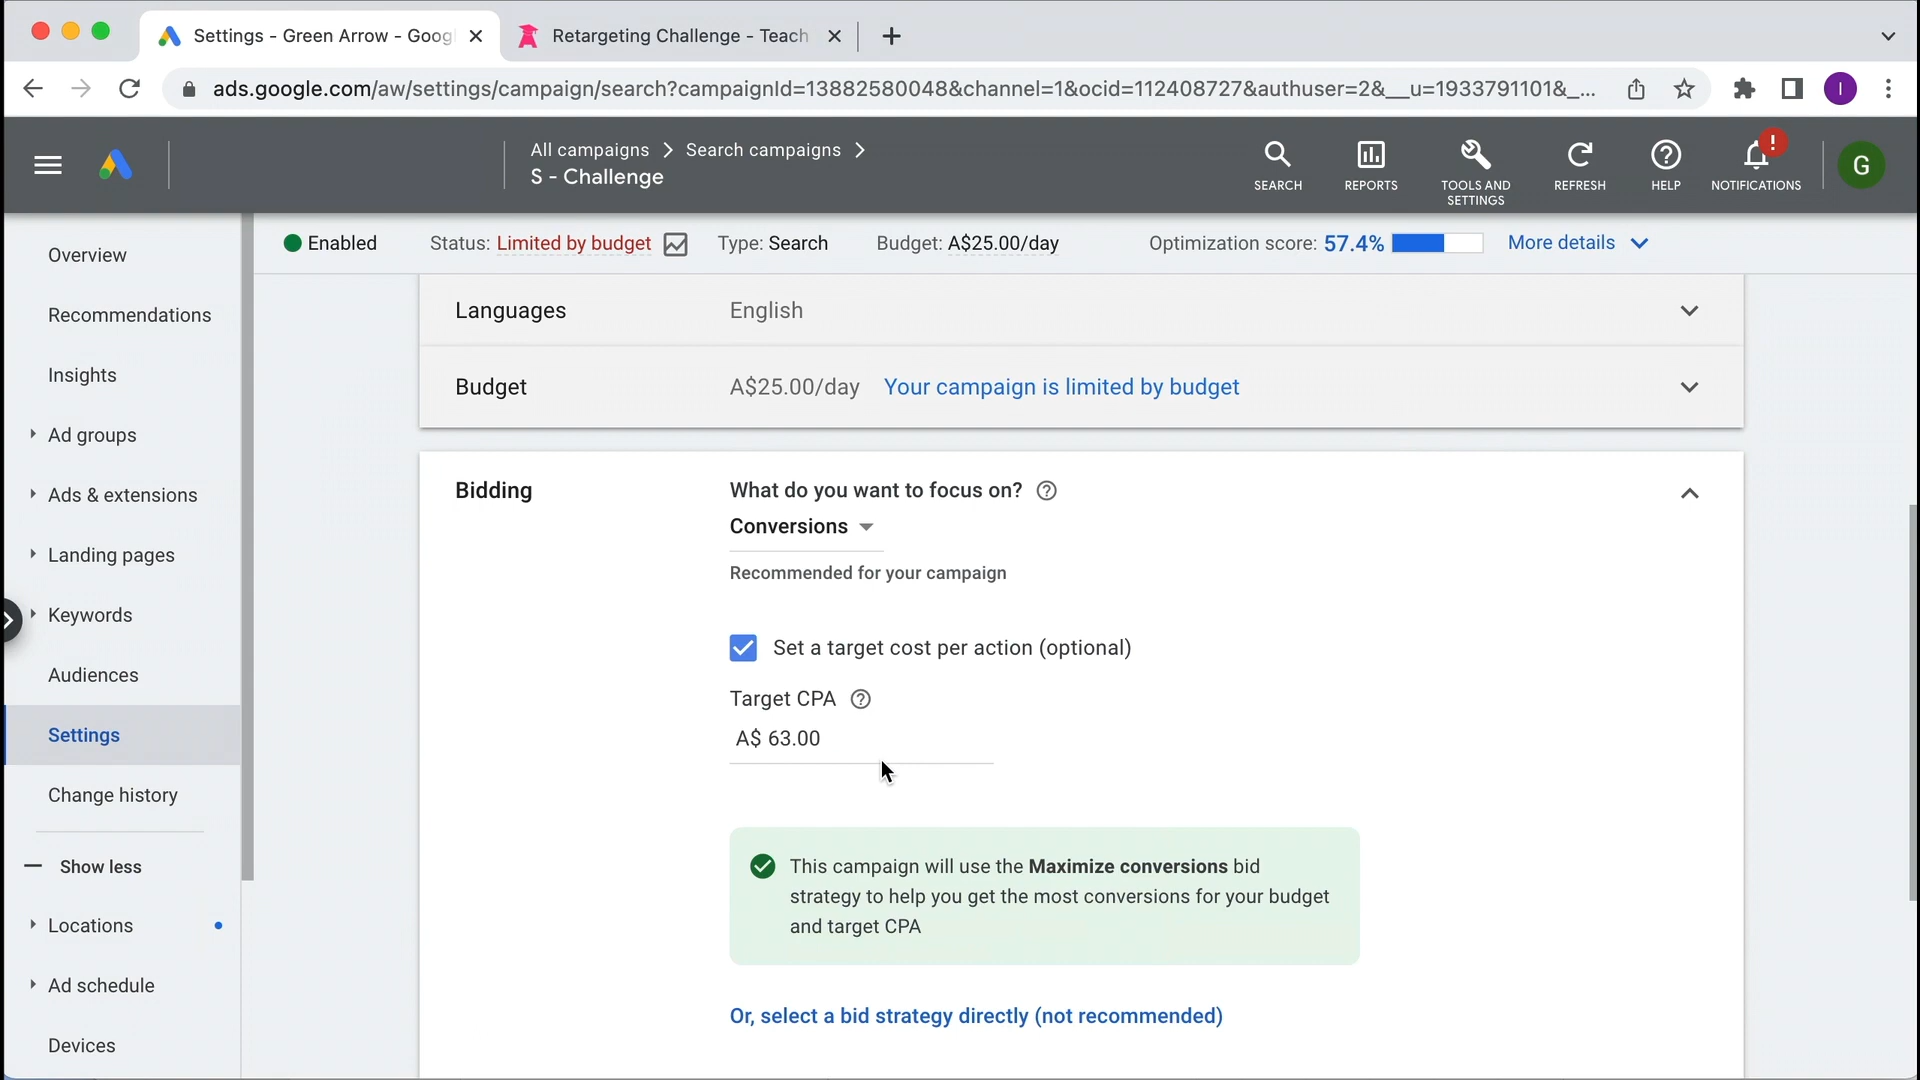 Settings - Green Arrow - Goog
Retargeting Challenge - Teach
ads.google.com/aw/settings/campaign/search?campaignId=13882580048&channel=1&ocid=112408727&authuser=2&__u=1933791101&_...
I
All campaigns > Search campaigns >
S - Challenge
SEARCH
REPORTS
TOOLS AND
SETTINGS
REFRESH
HELP
!
NOTIFICATIONS
G
Enabled
Status: Limited by budget
Type: Search
Budget: A$25.00/day
Optimization score: 57.4%
More details
Overview
Recommendations
Insights
Ad groups
Ads & extensions
Landing pages
Keywords
Audiences
Settings
Change history
Show less
Locations
Ad schedule
Devices
Languages
English
Budget
A$25.00/day
Your campaign is limited by budget
Bidding
What do you want to focus on?
Conversions
Recommended for your campaign
Set a target cost per action (optional)
Target CPA
A$ 63.00
This campaign will use the Maximize conversions bid
strategy to help you get the most conversions for your budget
and target CPA
Or, select a bid strategy directly (not recommended)